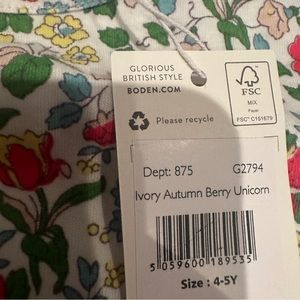 GLORIOUS
BRITISH STYLE
BODEN.COM
FSC
MIX
Paper
FSC® C151679
Please recycle
Dept: 875 G2794
Ivory Autumn Berry Unicorn
5 059600 189535
Size : 4-5Y